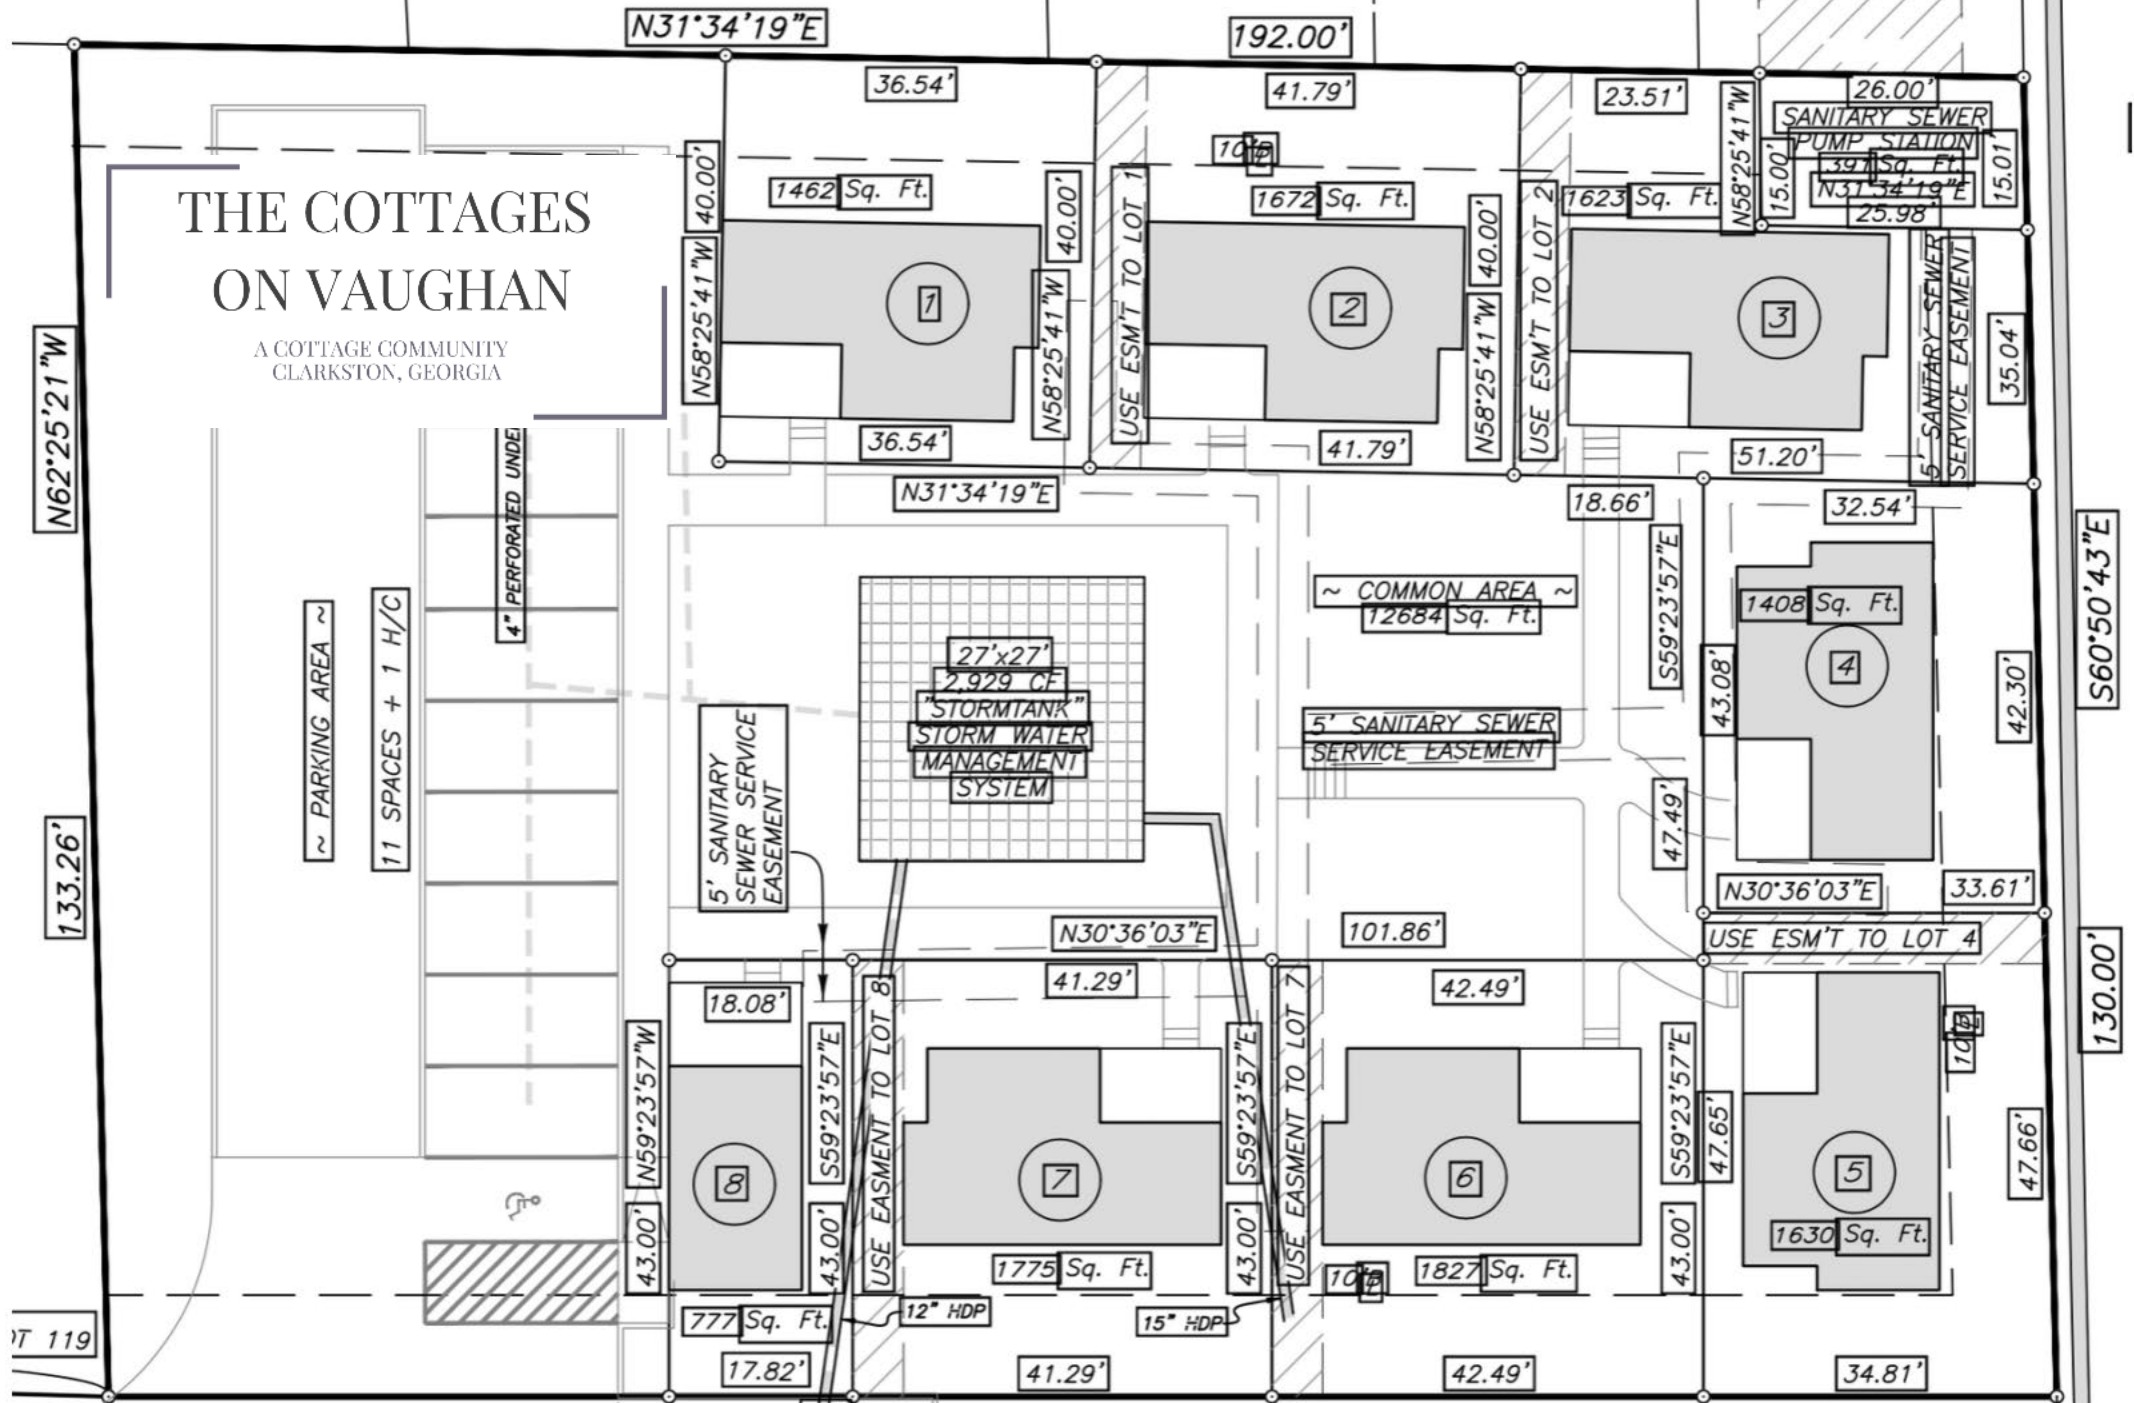 N31°34'19"E
192.00'
36.54'
41.79'
23.51'
26.00'
SANITARY SEWER
PUMP STATION
391 Sq. Ft.
N31°34'19"E
25.98'
15.00'
15.01'
N58°25'41"W
THE COTTAGES
ON VAUGHAN
A COTTAGE COMMUNITY
CLARKSTON, GEORGIA
1462 Sq. Ft.
1672 Sq. Ft.
1623 Sq. Ft.
40.00'
N58°25'41"W
40.00'
N58°25'41"W
40.00'
N58°25'41"W
USE ESM'T TO LOT 1
USE ESM'T TO LOT 2
1
2
3
5' SANITARY SEWER
SERVICE EASEMENT
35.04'
N62°25'21"W
133.26'
36.54'
41.79'
51.20'
N31°34'19"E
18.66'
32.54'
4" PERFORATED
~ PARKING AREA ~
11 SPACES + 1 H/C
~ COMMON AREA ~
12684 Sq. Ft.
27'x27'
2,929 CF
"STORMTANK"
STORM WATER
MANAGEMENT
SYSTEM
5' SANITARY SEWER
SERVICE EASEMENT
5' SANITARY
SEWER SERVICE
EASEMENT
S59°23'57"E
47.49'
43.08'
1408 Sq. Ft.
4
42.30'
S60°50'43"E
130.00'
N30°36'03"E
33.61'
USE ESM'T TO LOT 4
N30°36'03"E
101.86'
18.08'
41.29'
42.49'
N59°23'57"W
43.00'
S59°23'57"E
43.00'
USE EASMENT TO LOT 8
S59°23'57"E
43.00'
USE EASMENT TO LOT 7
S59°23'57"E
43.00'
47.65'
47.66'
8
7
6
5
1630 Sq. Ft.
1775 Sq. Ft.
1827 Sq. Ft.
777 Sq. Ft.
12" HDP
15" HDP
17.82'
41.29'
42.49'
34.81'
119